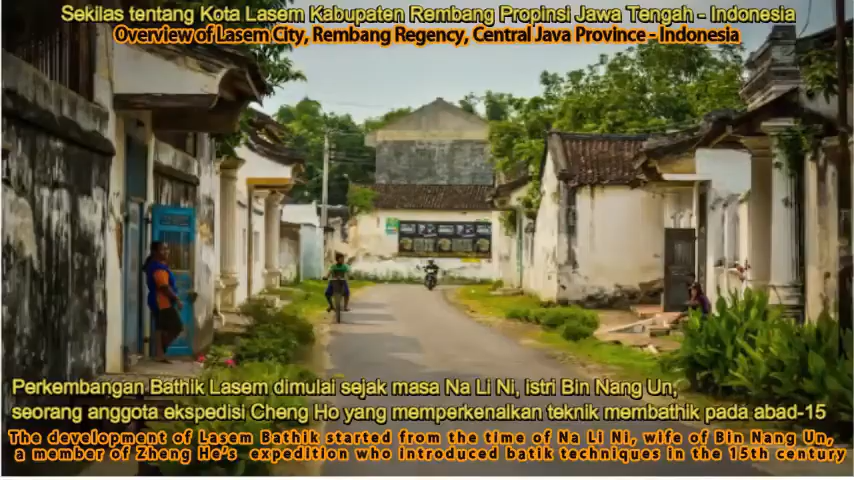 Sekilas tentang Kota Lasem Kabupaten Rembang Propinsi Jawa Tengah - Indonesia
Overview of Lasem City, Rembang Regency, Central Java Province - Indonesia
Perkembangan Bathik Lasem dimulai sejak masa Na Li Ni, istri Bin Nang Un,
seorang anggota ekspedisi Cheng Ho yang memperkenalkan teknik membathik pada abad-15
The development of Lasem Bathik started from the time of Na Li Ni, wife of Bin Nang Un,
a member of Zheng He's expedition who introduced batik techniques in the 15th century